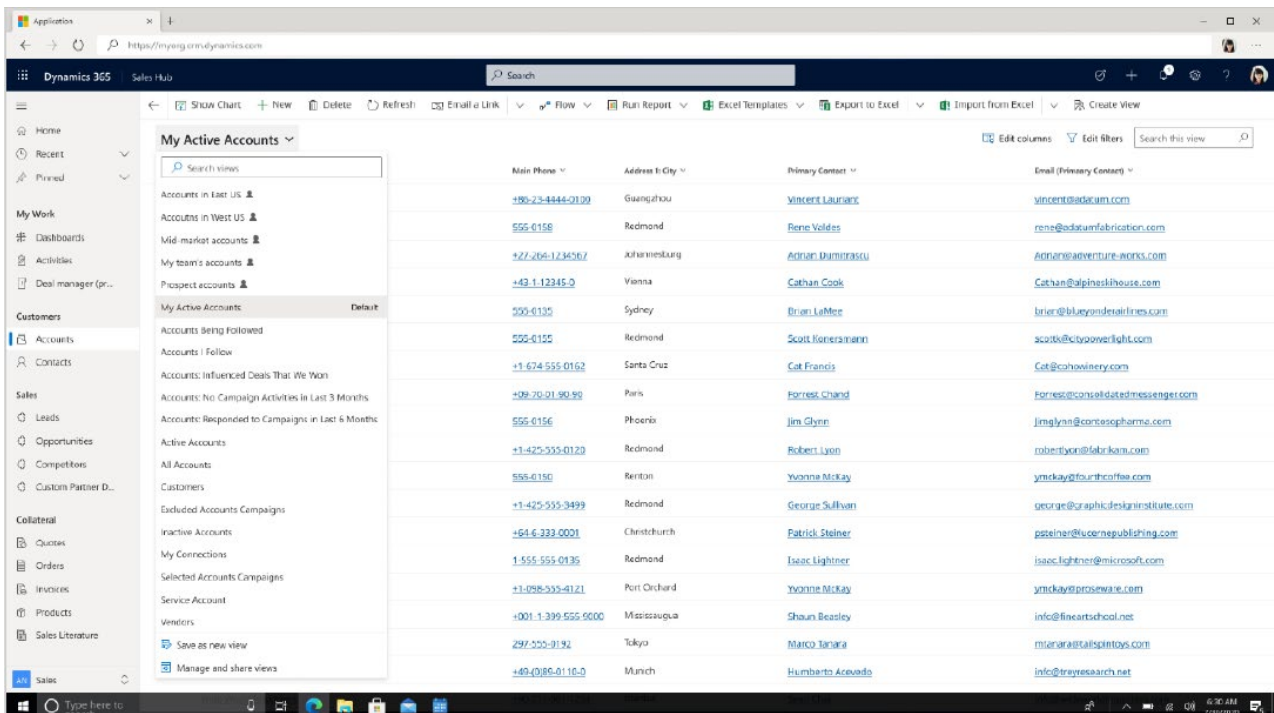 Application
https://myorg.crm.dynamics.com
Dynamics 365 Sales Hub Search
Show Chart New Delete Refresh Email a Link Flow Run Report Excel Templates Export to Excel Import from Excel Create View
Home
Recent
Pinned
My Work
Dashboards
Activities
Deal manager (pr...
Customers
Accounts
Contacts
Sales
Leads
Opportunities
Competitors
Custom Partner D...
Collateral
Quotes
Orders
Invoices
Products
Sales Literature
AN Sales
My Active Accounts
Edit columns Edit filters Search this view
Search views
Accounts in East US
Accoutns in West US
Mid-market accounts
My team's accounts
Prospect accounts
My Active Accounts Default
Accounts Being Followed
Accounts I Follow
Accounts: Influenced Deals That We Won
Accounts: No Campaign Activities in Last 3 Months
Accounts: Responded to Campaigns in Last 6 Months
Active Accounts
All Accounts
Customers
Excluded Accounts Campaigns
Inactive Accounts
My Connections
Selected Accounts Campaigns
Service Account
Vendors
Save as new view
Manage and share views
Main Phone Address 1: City Primary Contact Email (Primary Contact)
+86-23-4444-0100 Guangzhou Vincent Lauriant vincent@adatum.com
555-0158 Redmond Rene Valdes rene@adatumfabrication.com
+27-264-1234567 Johannesburg Adrian Dumitrascu Adrian@adventure-works.com
+43-1-12345-0 Vienna Cathan Cook Cathan@alpineskihouse.com
555-0135 Sydney Brian LaMee brian@blueyonderairlines.com
555-0155 Redmond Scott Konersmann scottk@citypowerlight.com
+1-674-555-0162 Santa Cruz Cat Francis Cat@cohowinery.com
+09-70-01-90-90 Paris Forrest Chand Forrest@consolidatedmessenger.com
555-0156 Phoenix Jim Glynn jimglynn@contosopharma.com
+1-425-555-0120 Redmond Robert Lyon robertlyon@fabrikam.com
555-0150 Renton Yvonne McKay ymckay@fourthcoffee.com
+1-425-555-3499 Redmond George Sullivan george@graphicdesigninstitute.com
+64-6-333-0001 Christchurch Patrick Steiner psteiner@lucernepublishing.com
1-555-555-0135 Redmond Isaac Lightner isaac.lightner@microsoft.com
+1-098-555-4121 Port Orchard Yvonne McKay ymckay@proseware.com
+001-1-399-555-9000 Mississaugua Shaun Beasley info@fineartschool.net
297-555-0192 Tokyo Marco Tanara mtanara@tailspintoys.com
+49-(0)89-0110-0 Munich Humberto Acevedo info@treyresearch.net
Type here to
6:30 AM